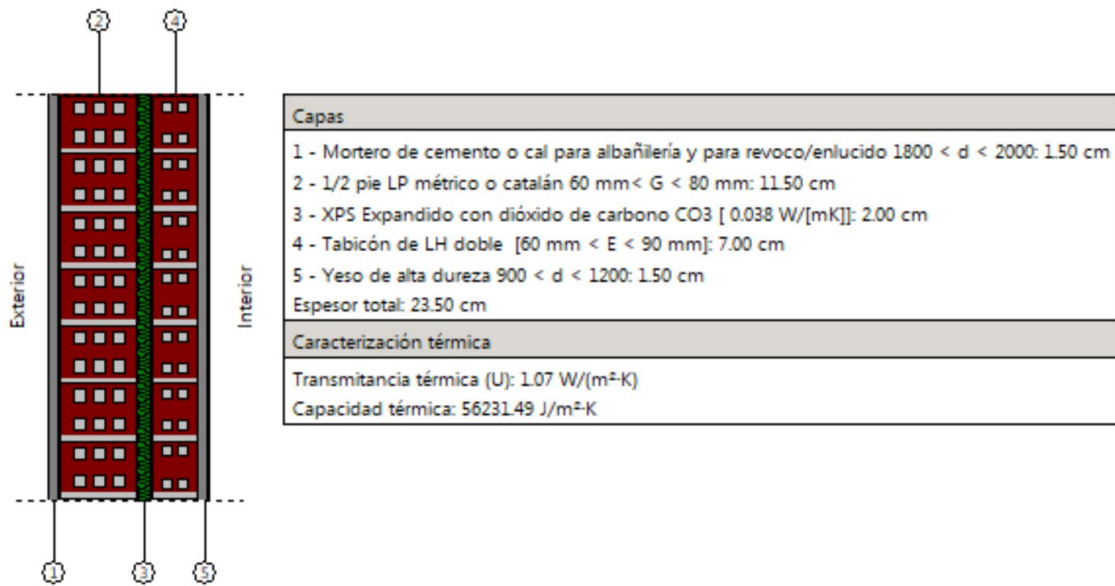 2
4
Exterior
Interior
1
3
5
Capas
1 - Mortero de cemento o cal para albañilería y para revoco/enlucido 1800 < d < 2000: 1.50 cm
2 - 1/2 pie LP métrico o catalán 60 mm< G < 80 mm: 11.50 cm
3 - XPS Expandido con dióxido de carbono CO3 [ 0.038 W/[mK]]: 2.00 cm
4 - Tabicón de LH doble [60 mm < E < 90 mm]: 7.00 cm
5 - Yeso de alta dureza 900 < d < 1200: 1.50 cm
Espesor total: 23.50 cm
Caracterización térmica
Transmitancia térmica (U): 1.07 W/(m²·K)
Capacidad térmica: 56231.49 J/m²·K